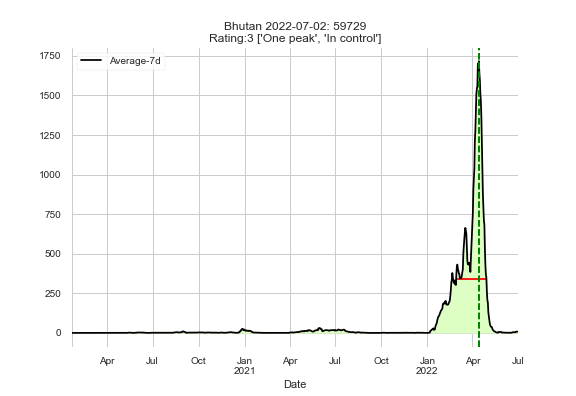 Bhutan 2022-07-02: 59729
Rating:3 ['One peak', 'In control']
Average-7d
1750
1500
1250
1000
750
500
250
0
Apr Jul Oct Jan Apr Jul Oct Jan Apr Jul
2021 2022
Date